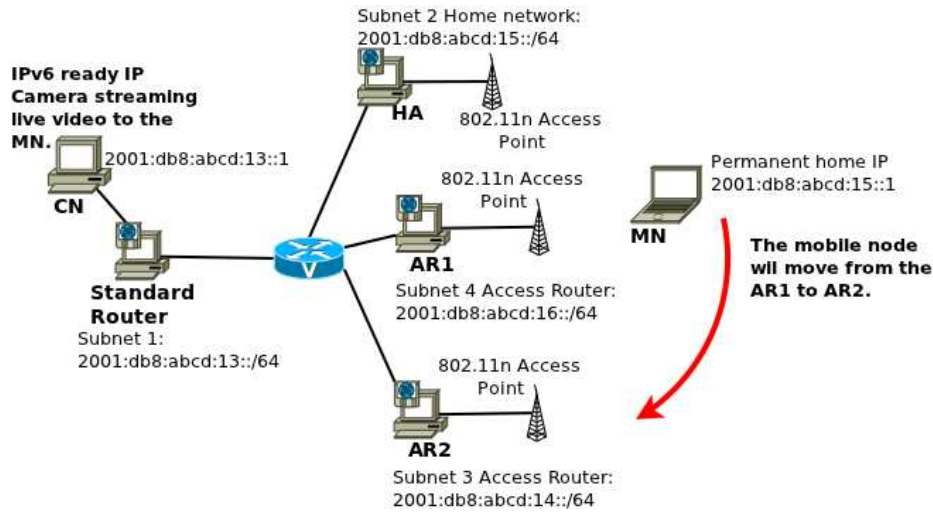 Subnet 2 Home network:
2001:db8:abcd:15::/64
IPv6 ready IP
Camera streaming
live video to the
MN.
HA
802.11n Access
Point
2001:db8:abcd:13::1
CN
802.11n Access
Point
Permanent home IP
2001:db8:abcd:15::1
MN
AR1
V
The mobile node
wil move from the
AR1 to AR2.
Standard
Router
Subnet 4 Access Router:
2001:db8:abcd:16::/64
Subnet 1:
2001:db8:abcd:13::/64
802.11n Access
Point
AR2
Subnet 3 Access Router:
2001:db8:abcd:14::/64